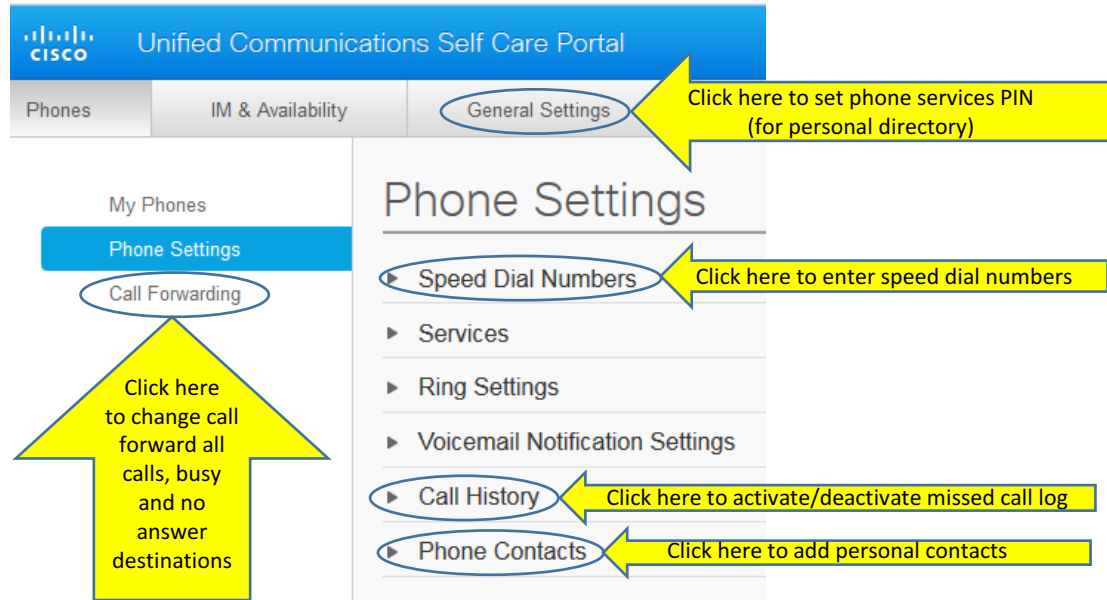 CISCO
Unified Communications Self Care Portal
Phones
IM & Availability
General Settings
Click here to set phone services PIN
(for personal directory)
My Phones
Phone Settings
Call Forwarding
Click here
to change call
forward all
calls, busy
and no
answer
destinations
Phone Settings
Speed Dial Numbers
Click here to enter speed dial numbers
Services
Ring Settings
Voicemail Notification Settings
Call History
Click here to activate/deactivate missed call log
Phone Contacts
Click here to add personal contacts